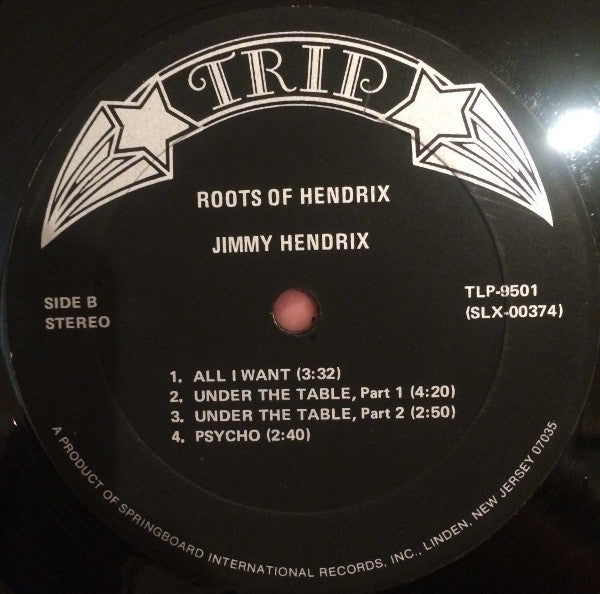 TRIP
ROOTS OF HENDRIX
JIMMY HENDRIX
SIDE B
STEREO
TLP-9501
(SLX-00374)
1. ALL I WANT (3:32)
2. UNDER THE TABLE, Part 1 (4:20)
3. UNDER THE TABLE, Part 2 (2:50)
4. PSYCHO (2:40)
A PRODUCT OF SPRINGBOARD INTERNATIONAL RECORDS, INC., LINDEN, NEW JERSEY 07035